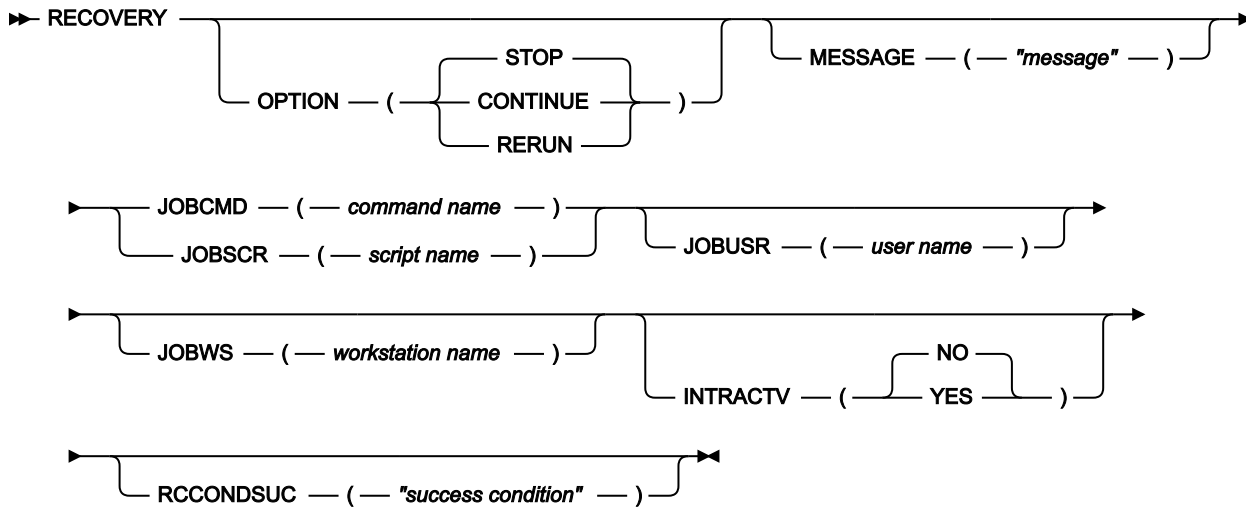 RECOVERY
OPTION ( STOP CONTINUE RERUN )
MESSAGE ( "message" )
JOBCMD ( command name )
JOBSCR ( script name )
JOBUSR ( user name )
JOBWS ( workstation name )
INTRACTV ( NO YES )
RCCONDSUC ( "success condition" )